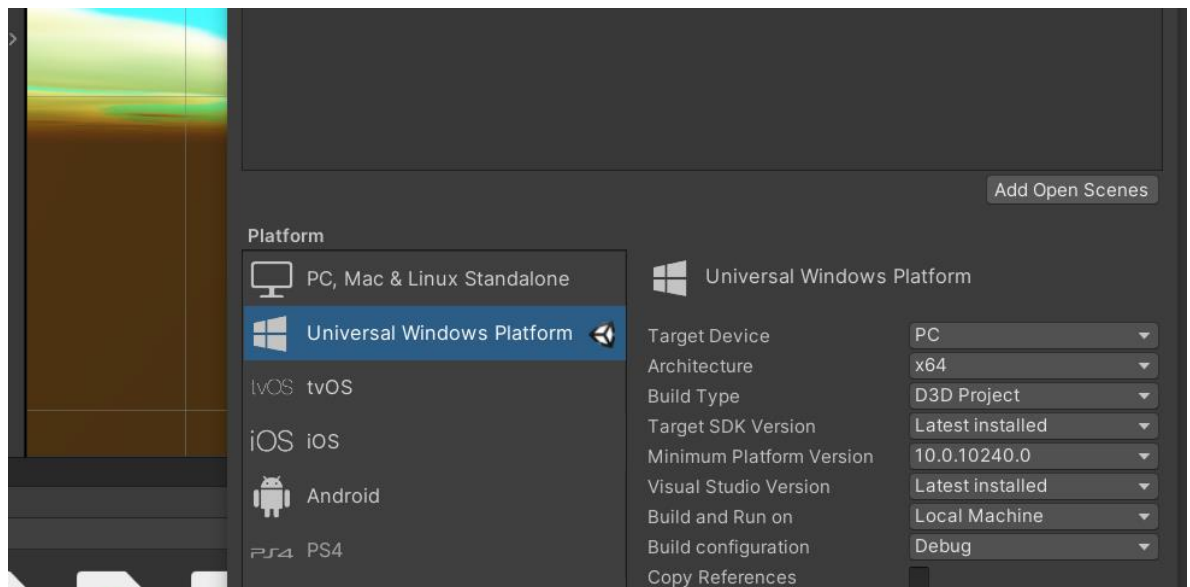 Add Open Scenes
Platform
PC, Mac & Linux Standalone
Universal Windows Platform
tvOS tvOS
iOS iOS
Android
PS4 PS4
Universal Windows Platform
Target Device PC
Architecture x64
Build Type D3D Project
Target SDK Version Latest installed
Minimum Platform Version 10.0.10240.0
Visual Studio Version Latest installed
Build and Run on Local Machine
Build configuration Debug
Copy References